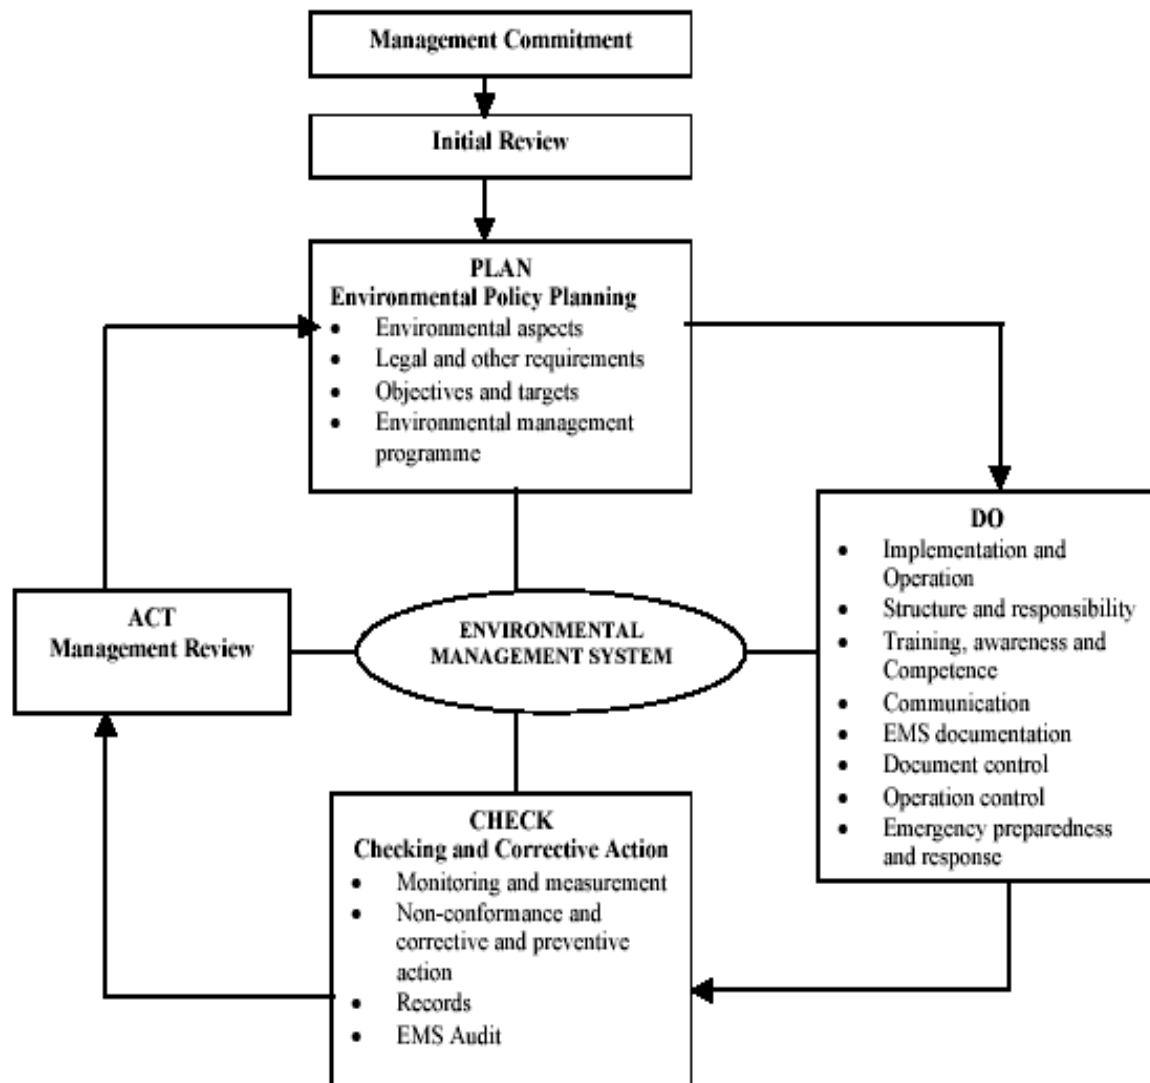 Management Commitment
Initial Review
PLAN
Environmental Policy Planning
• Environmental aspects
• Legal and other requirements
• Objectives and targets
• Environmental management
programme
DO
• Implementation and
Operation
• Structure and responsibility
• Training, awareness and
Competence
• Communication
• EMS documentation
• Document control
• Operation control
• Emergency preparedness
and response
ACT
Management Review
ENVIRONMENTAL
MANAGEMENT SYSTEM
CHECK
Checking and Corrective Action
• Monitoring and measurement
• Non-conformance and
corrective and preventive
action
• Records
• EMS Audit